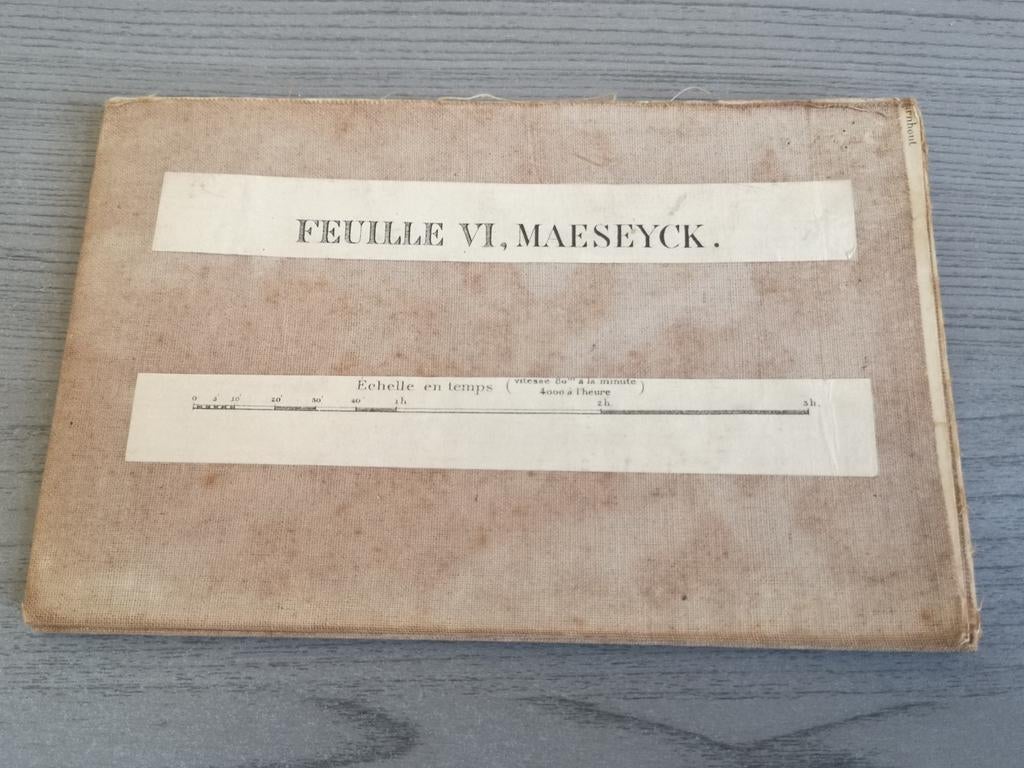 FEUILLE VI, MAESEYCK.
Echelle en temps ( vitesse 80m à la minute
4000 à l'heure )
0 5' 10' 20' 30' 40' 1h 2h. 3h.